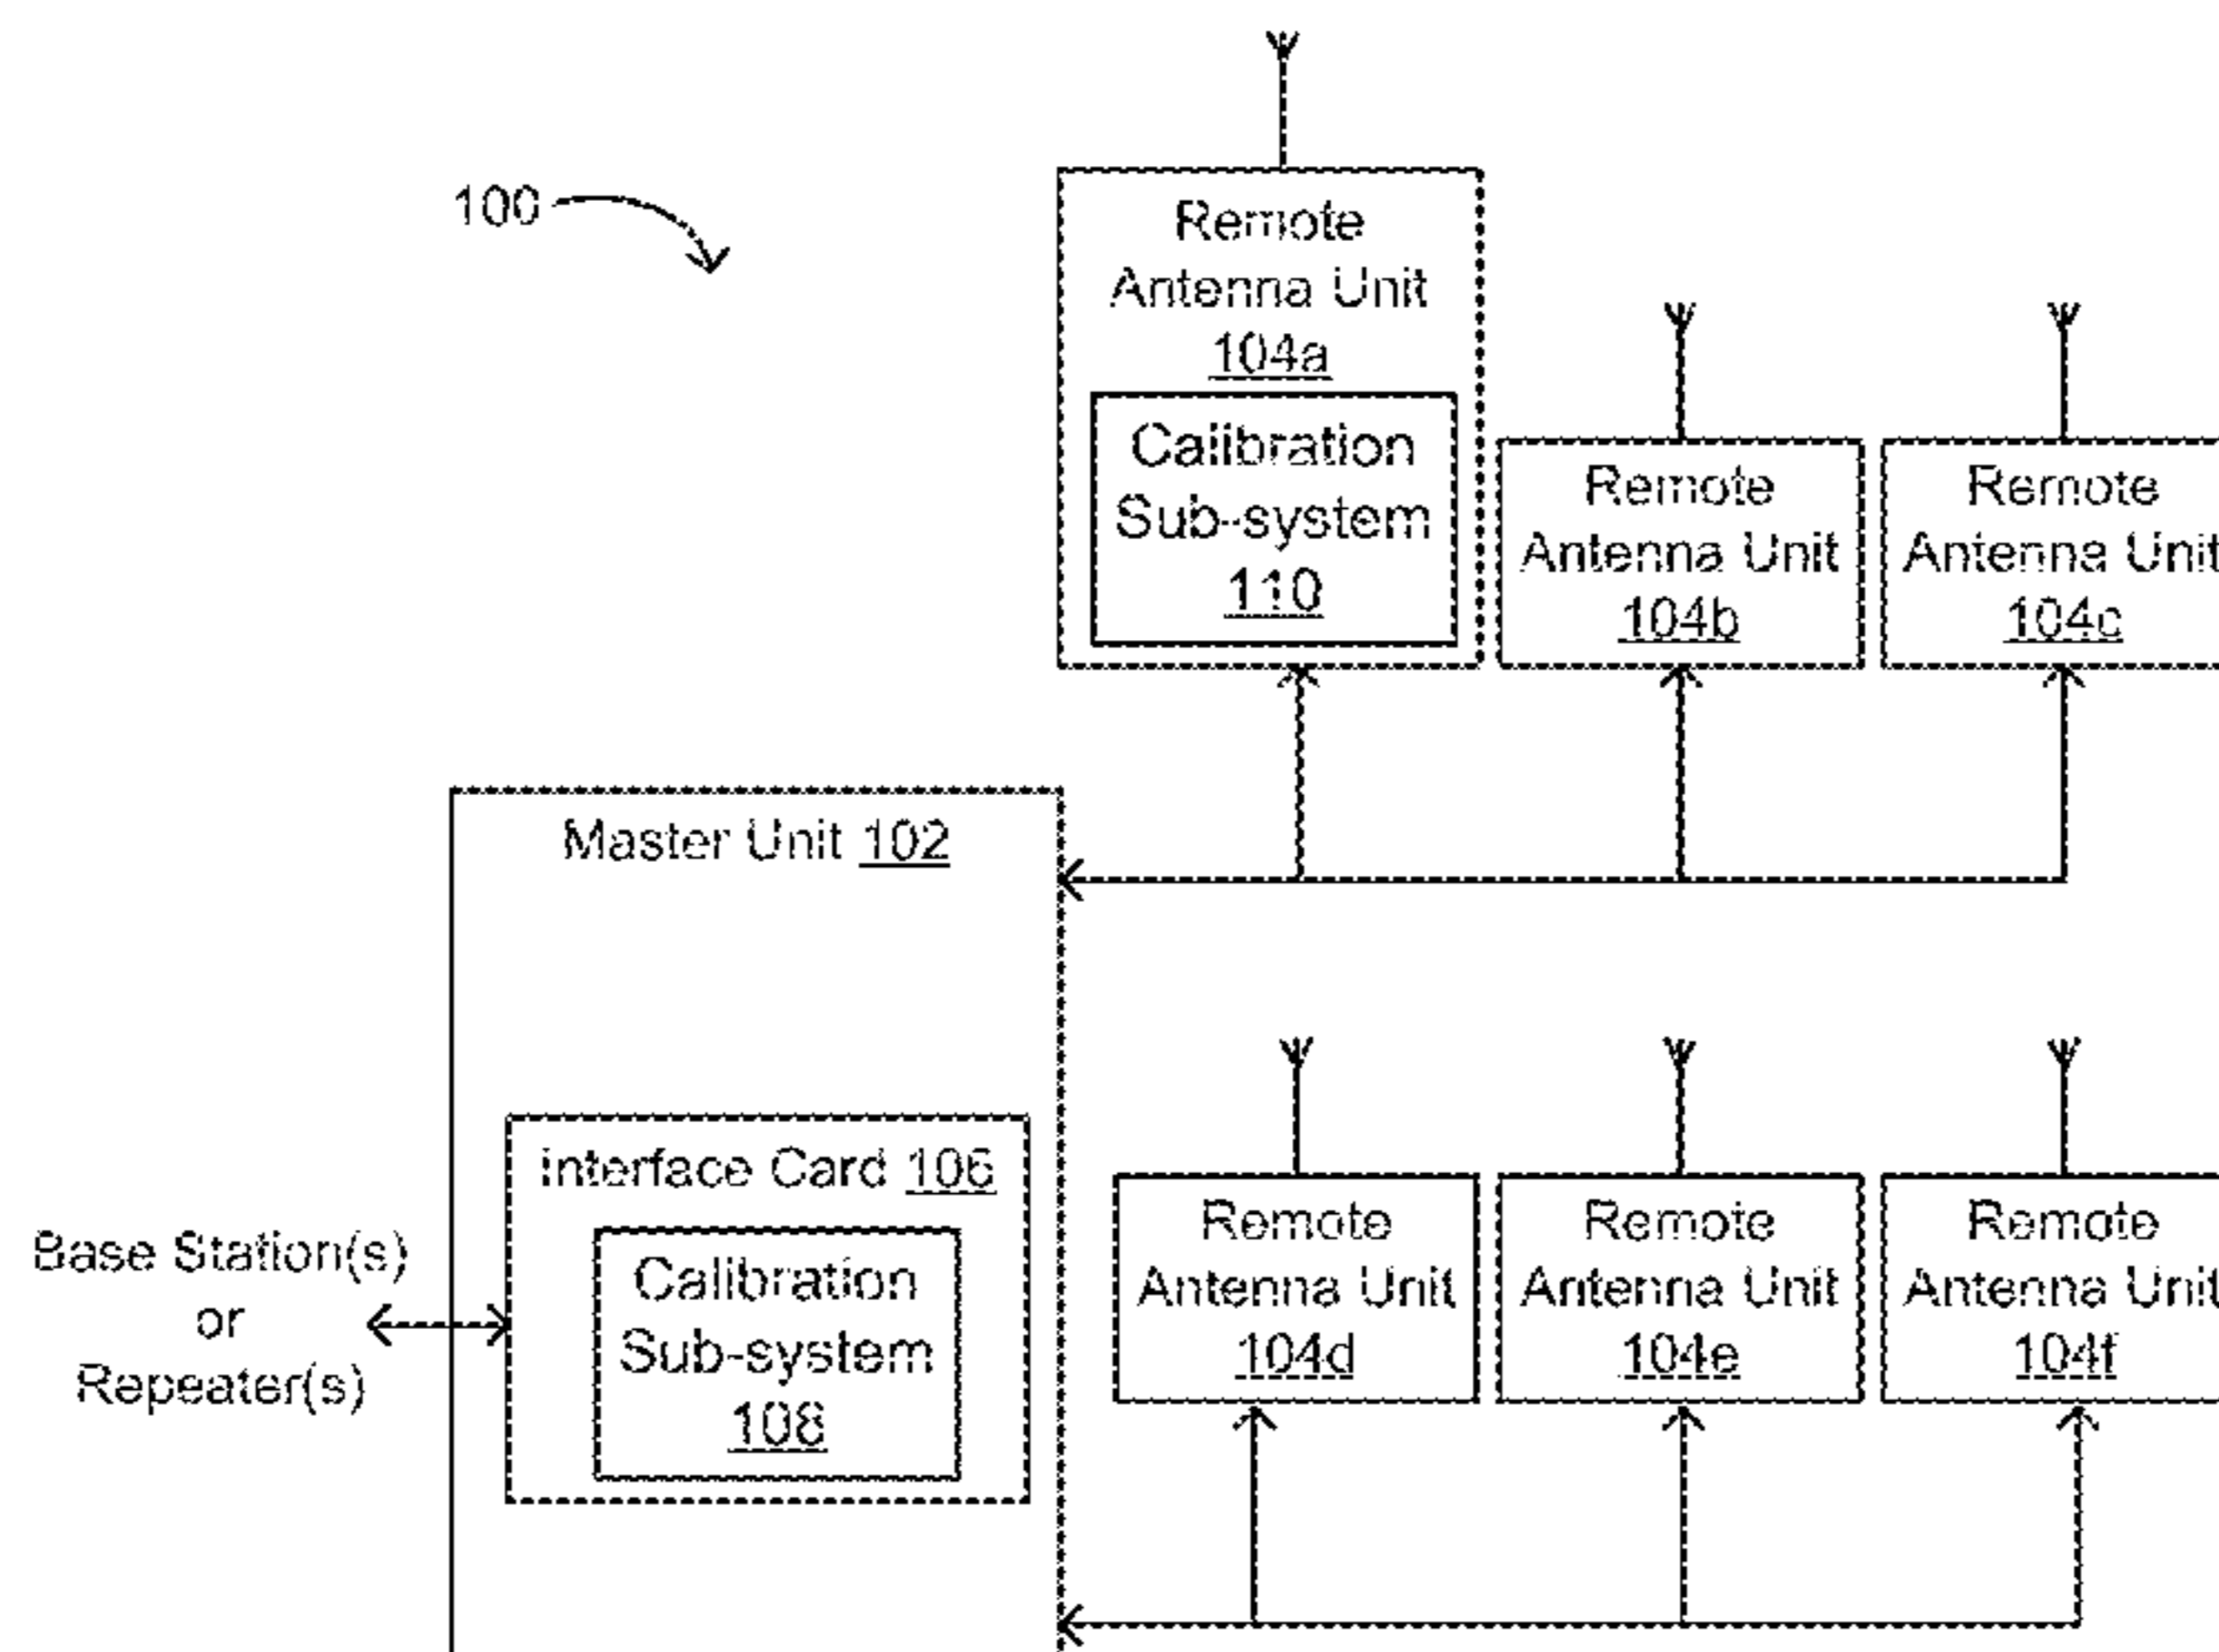 100
Remote
Antenna Unit
104a
Calibration
Sub-system
110
Remote
Antenna Unit
104b
Remote
Antenna Unit
104c
Master Unit 102
Interface Card 106
Calibration
Sub-system
108
Base Station(s)
or
Repeater(s)
Remote
Antenna Unit
104d
Remote
Antenna Unit
104e
Remote
Antenna Unit
104f